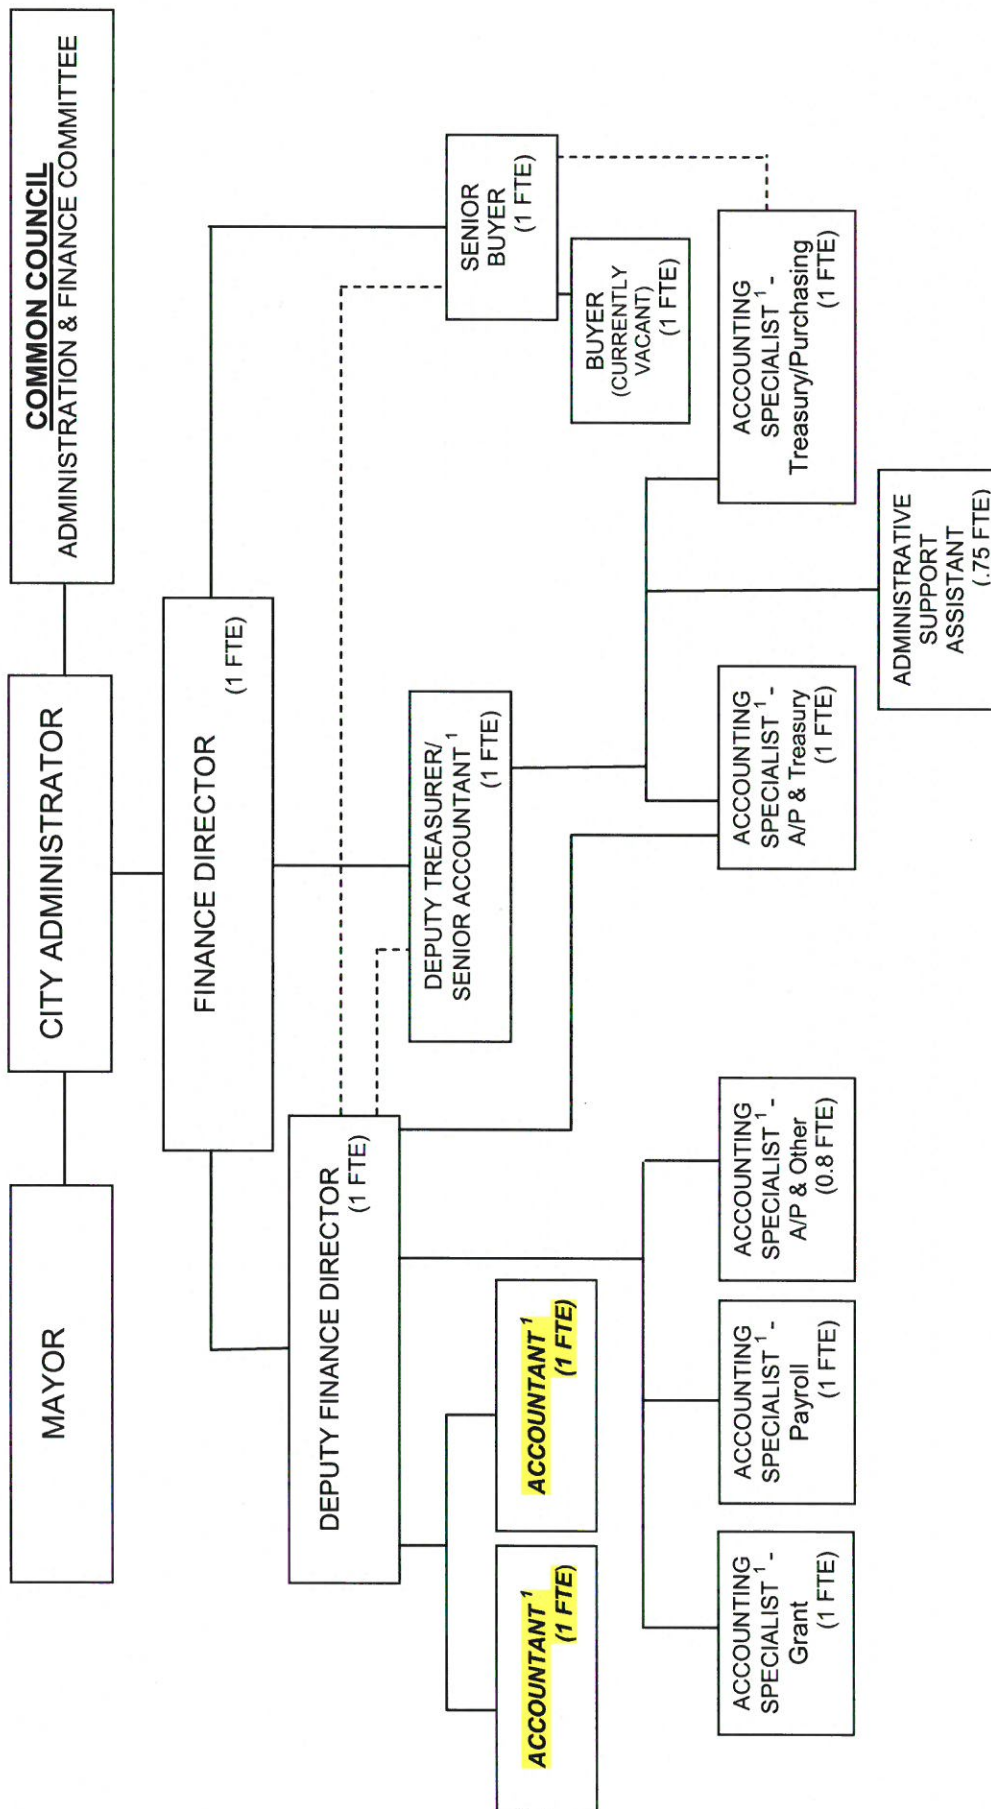 MAYOR
CITY ADMINISTRATOR
COMMON COUNCIL
ADMINISTRATION & FINANCE COMMITTEE
FINANCE DIRECTOR
(1 FTE)
DEPUTY FINANCE DIRECTOR
(1 FTE)
DEPUTY TREASURER/
SENIOR ACCOUNTANT ¹
(1 FTE)
SENIOR
BUYER
(1 FTE)
ACCOUNTANT ¹
(1 FTE)
ACCOUNTANT ¹
(1 FTE)
BUYER
(CURRENTLY
VACANT)
(1 FTE)
ACCOUNTING
SPECIALIST ¹ -
Grant
(1 FTE)
ACCOUNTING
SPECIALIST ¹ -
Payroll
(1 FTE)
ACCOUNTING
SPECIALIST ¹ -
A/P & Other
(0.8 FTE)
ACCOUNTING
SPECIALIST ¹ -
A/P & Treasury
(1 FTE)
ACCOUNTING
SPECIALIST ¹ -
Treasury/Purchasing
(1 FTE)
ADMINISTRATIVE
SUPPORT
ASSISTANT
(.75 FTE)